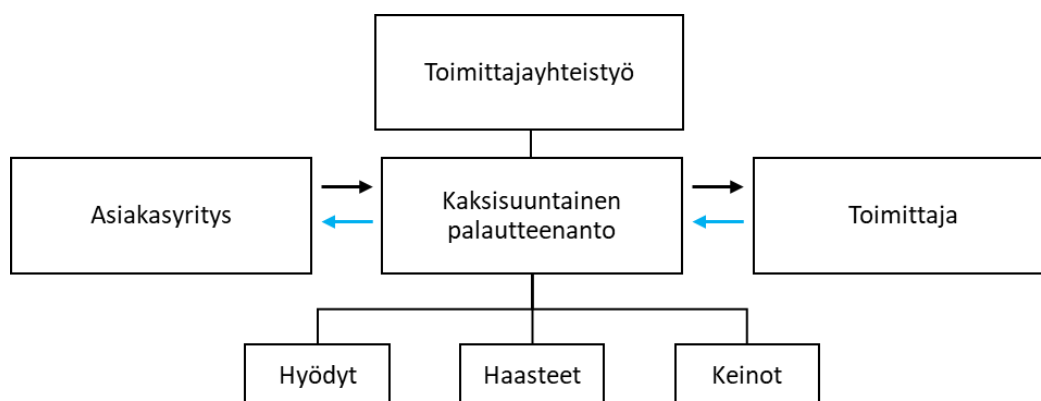 Toimittajayhteistyö
Asiakasyritys
Kaksisuuntainen
palautteenanto
Toimittaja
Hyödyt
Haasteet
Keinot